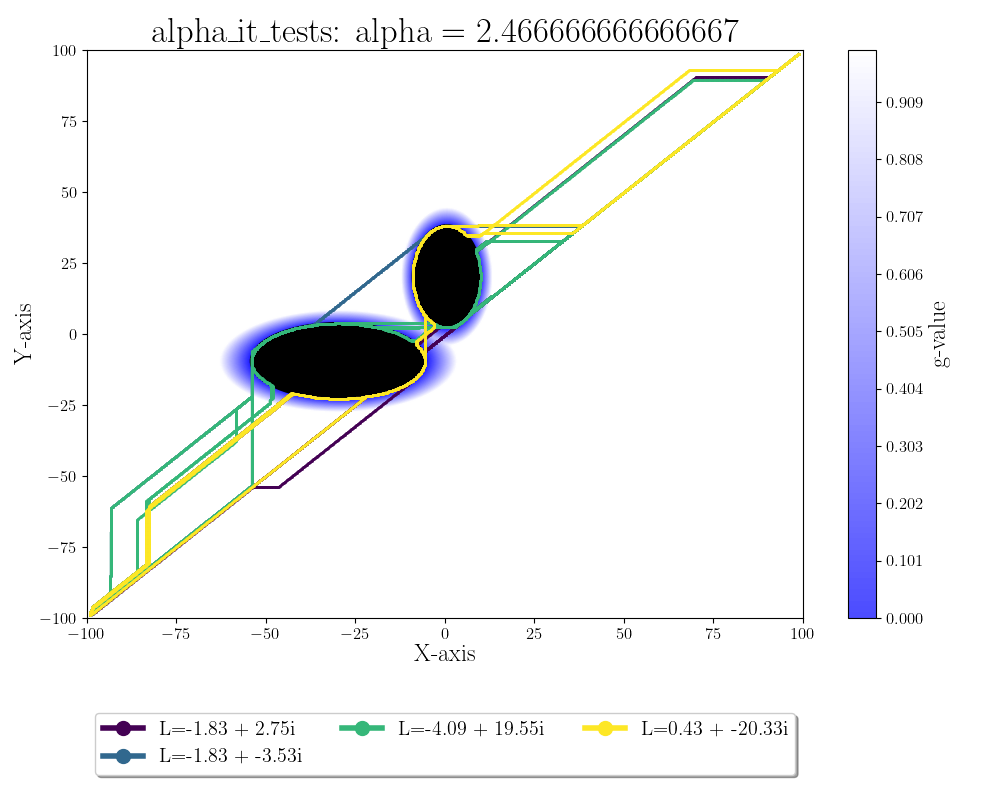 alpha_it_tests: alpha = 2.466666666666667
100
75
50
25
0
−25
−50
−75
−100
Y-axis
−100 −75 −50 −25 0 25 50 75 100
X-axis
0.909
0.808
0.707
0.606
0.505
0.404
0.303
0.202
0.101
0.000
g-value
L=-1.83 + 2.75i L=-4.09 + 19.55i L=0.43 + -20.33i
L=-1.83 + -3.53i